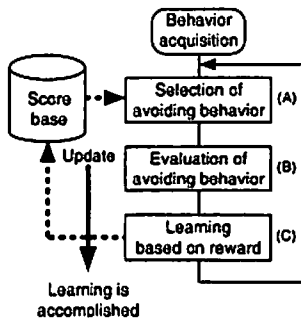 Behavior
acquisition
Score
base
Selection of
avoiding behavior
(A)
Update
Evaluation of
avoiding behavior
(B)
Learning
based on reward
(C)
Learning is
accomplished